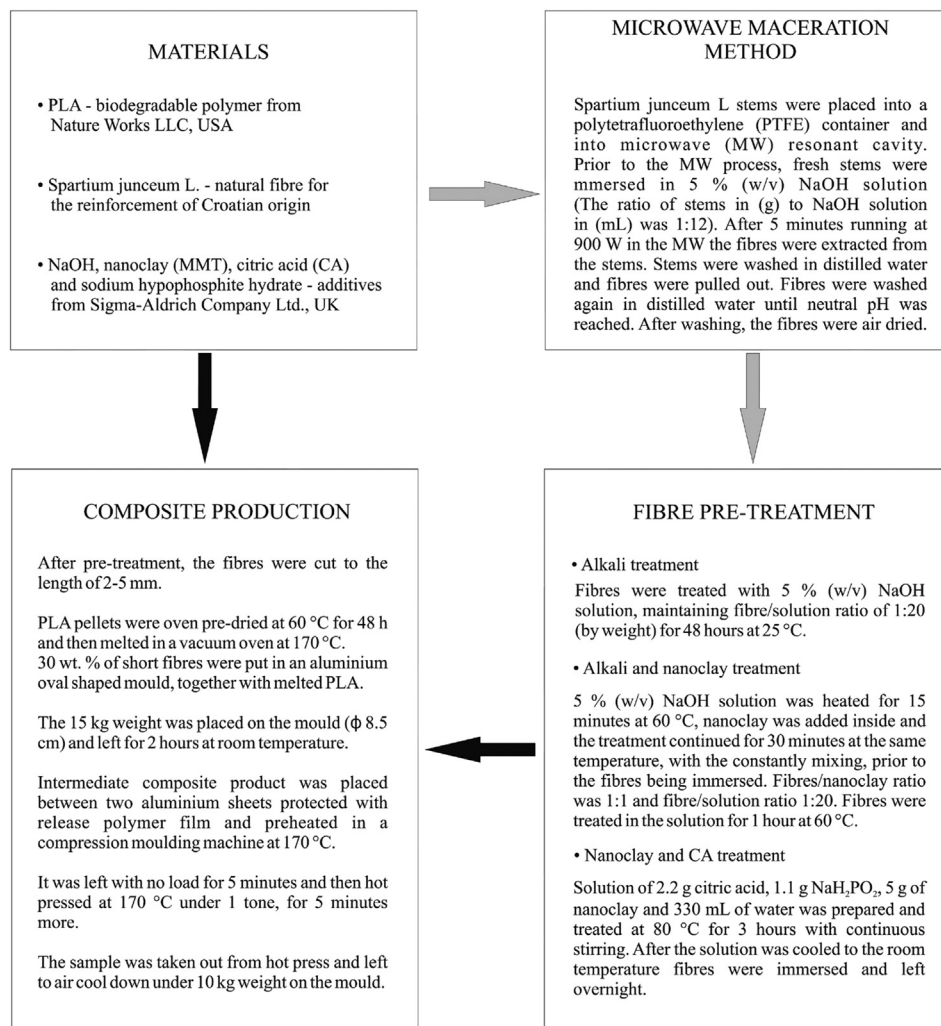 MATERIALS
• PLA - biodegradable polymer from
Nature Works LLC, USA
• Spartium junceum L. - natural fibre for
the reinforcement of Croatian origin
• NaOH, nanoclay (MMT), citric acid (CA)
and sodium hypophosphite hydrate - additives
from Sigma-Aldrich Company Ltd., UK
MICROWAVE MACERATION
METHOD
Spartium junceum L stems were placed into a
polytetrafluoroethylene (PTFE) container and
into microwave (MW) resonant cavity.
Prior to the MW process, fresh stems were
mmersed in 5 % (w/v) NaOH solution
(The ratio of stems in (g) to NaOH solution
in (mL) was 1:12). After 5 minutes running at
900 W in the MW the fibres were extracted from
the stems. Stems were washed in distilled water
and fibres were pulled out. Fibres were washed
again in distilled water until neutral pH was
reached. After washing, the fibres were air dried.
COMPOSITE PRODUCTION
After pre-treatment, the fibres were cut to the
length of 2-5 mm.
PLA pellets were oven pre-dried at 60 °C for 48 h
and then melted in a vacuum oven at 170 °C.
30 wt. % of short fibres were put in an aluminium
oval shaped mould, together with melted PLA.
The 15 kg weight was placed on the mould (ϕ 8.5
cm) and left for 2 hours at room temperature.
Intermediate composite product was placed
between two aluminium sheets protected with
release polymer film and preheated in a
compression moulding machine at 170 °C.
It was left with no load for 5 minutes and then hot
pressed at 170 °C under 1 tone, for 5 minutes
more.
The sample was taken out from hot press and left
to air cool down under 10 kg weight on the mould.
FIBRE PRE-TREATMENT
• Alkali treatment
Fibres were treated with 5 % (w/v) NaOH
solution, maintaining fibre/solution ratio of 1:20
(by weight) for 48 hours at 25 °C.
• Alkali and nanoclay treatment
5 % (w/v) NaOH solution was heated for 15
minutes at 60 °C, nanoclay was added inside and
the treatment continued for 30 minutes at the same
temperature, with the constantly mixing, prior to
the fibres being immersed. Fibres/nanoclay ratio
was 1:1 and fibre/solution ratio 1:20. Fibres were
treated in the solution for 1 hour at 60 °C.
• Nanoclay and CA treatment
Solution of 2.2 g citric acid, 1.1 g NaH₂PO₂, 5 g of
nanoclay and 330 mL of water was prepared and
treated at 80 °C for 3 hours with continuous
stirring. After the solution was cooled to the room
temperature fibres were immersed and left
overnight.